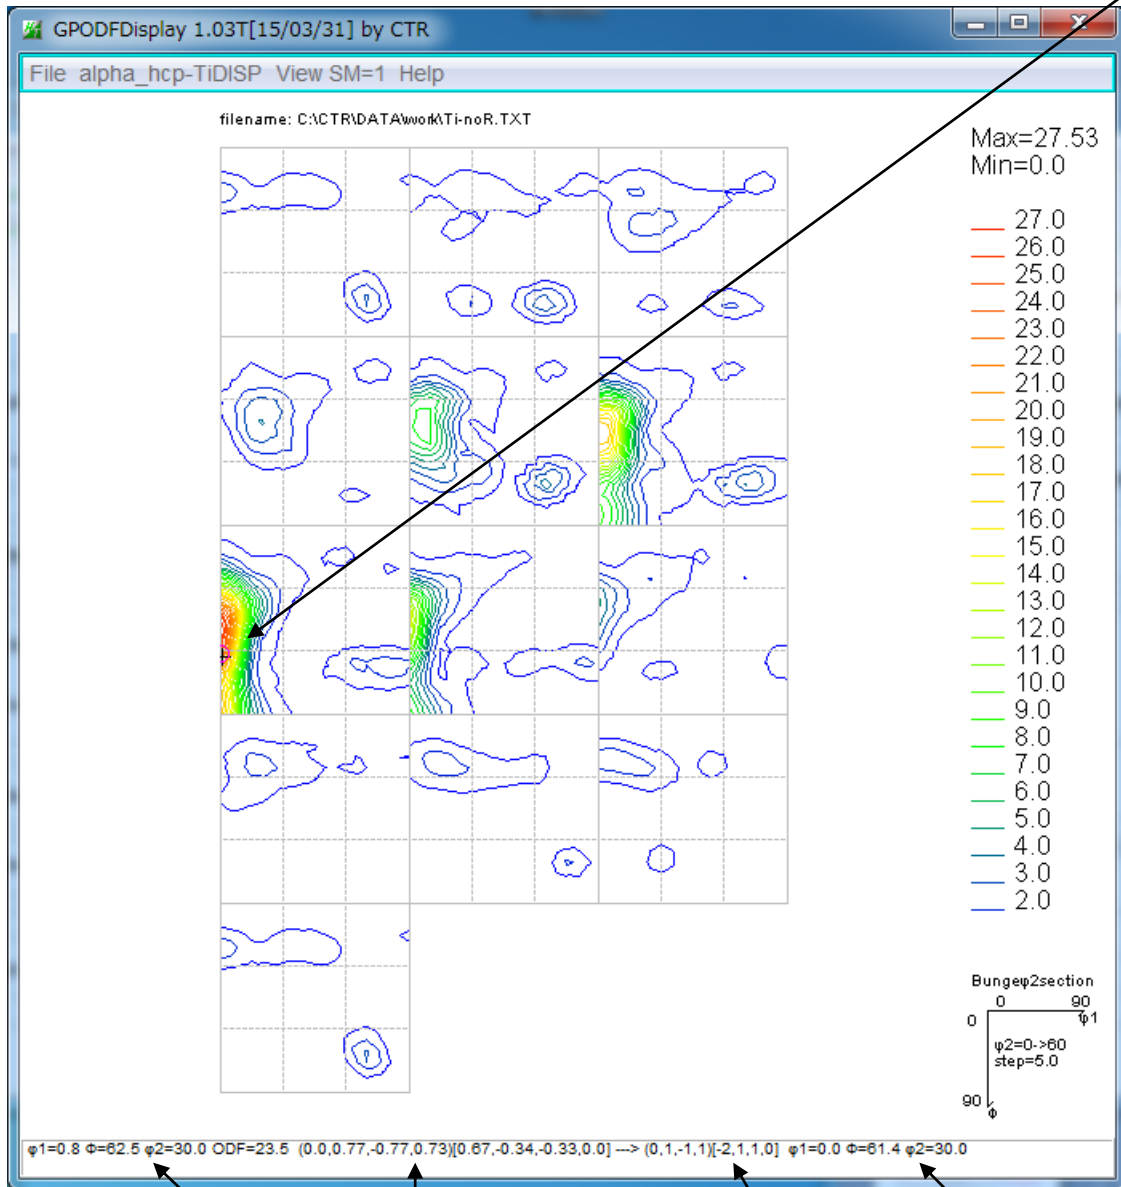 GPODFDisplay 1.03T[15/03/31] by CTR
File alpha_hcp-TiDISP View SM=1 Help
filename: C:\CTR\DATA\work\Ti-noR.TXT
Max=27.53
Min=0.0
27.0
26.0
25.0
24.0
23.0
22.0
21.0
20.0
19.0
18.0
17.0
16.0
15.0
14.0
13.0
12.0
11.0
10.0
9.0
8.0
7.0
6.0
5.0
4.0
3.0
2.0
Bungeφ2section
0 90
0 φ1
φ2=0->60
step=5.0
90
Φ
φ1=0.8 Φ=62.5 φ2=30.0 ODF=23.5 (0.0,0.77,-0.77,0.73)[0.67,-0.34,-0.33,0.0] ---> (0,1,-1,1)[-2,1,1,0] φ1=0.0 Φ=61.4 φ2=30.0